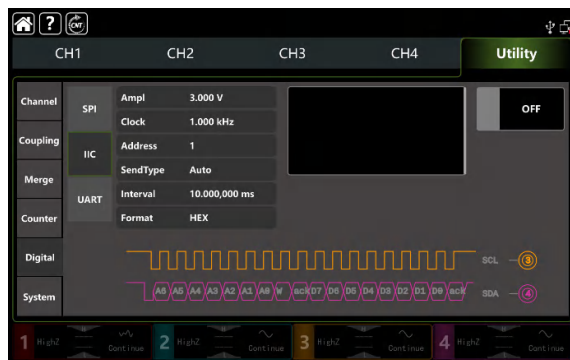 ? CNT
CH1 CH2 CH3 CH4 Utility
Channel SPI Ampl 3.000 V OFF
Clock 1.000 kHz
Coupling IIC Address 1
SendType Auto
Merge UART Interval 10.000,000 ms
Counter Format HEX
Digital SCL 3
System A6 A5 A4 A3 A2 A1 A0 W ack D7 D6 D5 D4 D3 D2 D1 D0 ack SDA 4
1 HighZ Continue 2 HighZ Continue 3 HighZ Continue 4 HighZ Continue